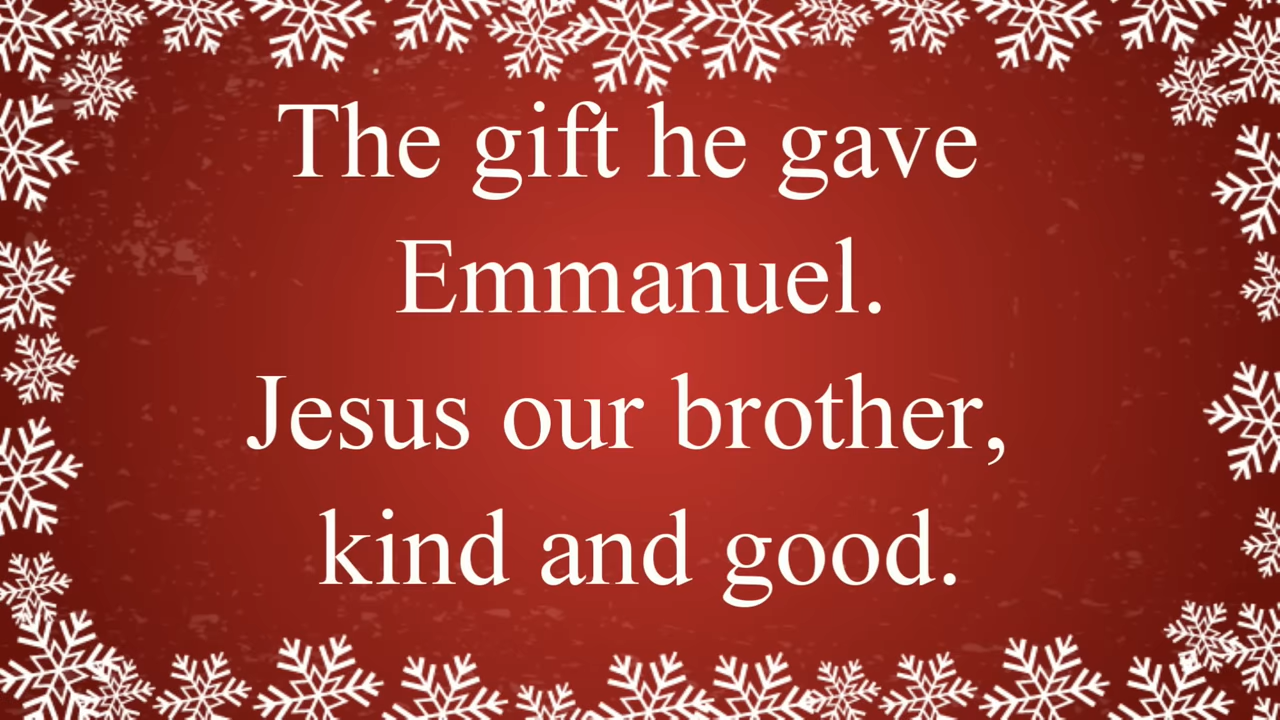 The gift he gave
Emmanuel.
Jesus our brother,
kind and good.